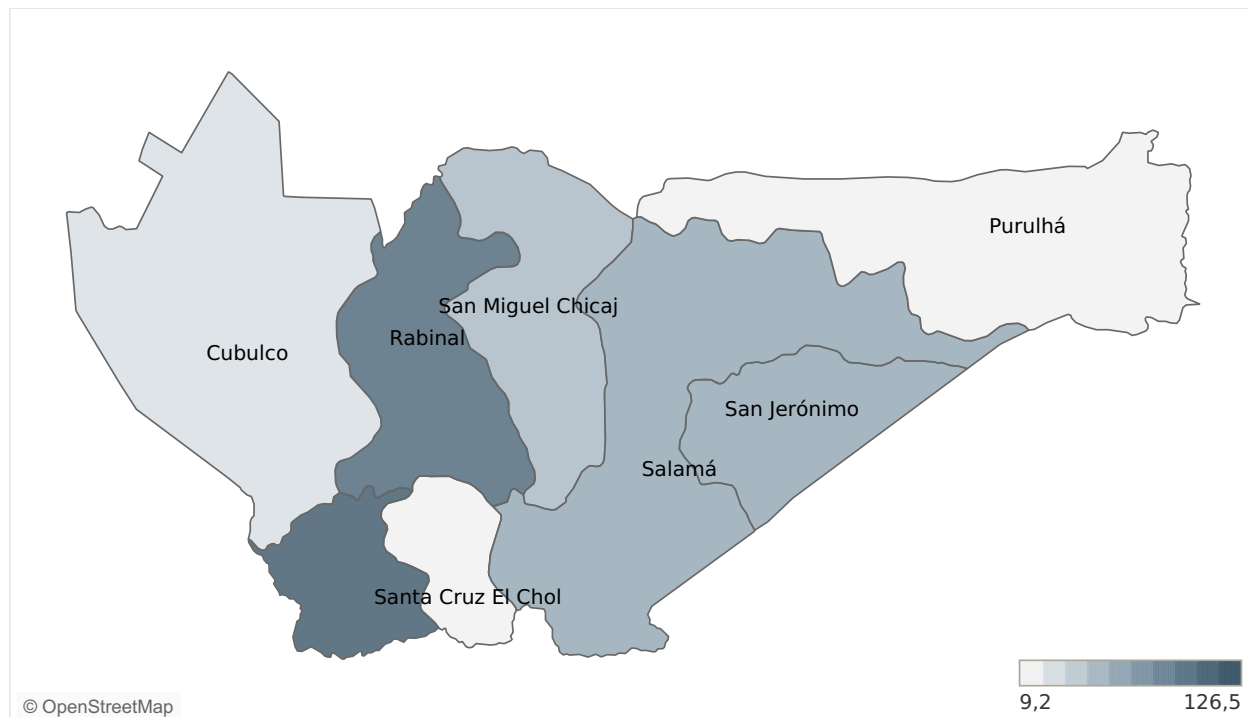 Purulhá
San Miguel Chicaj
Rabinal
Cubulco
San Jerónimo
Salamá
Santa Cruz El Chol
9,2 126,5
© OpenStreetMap